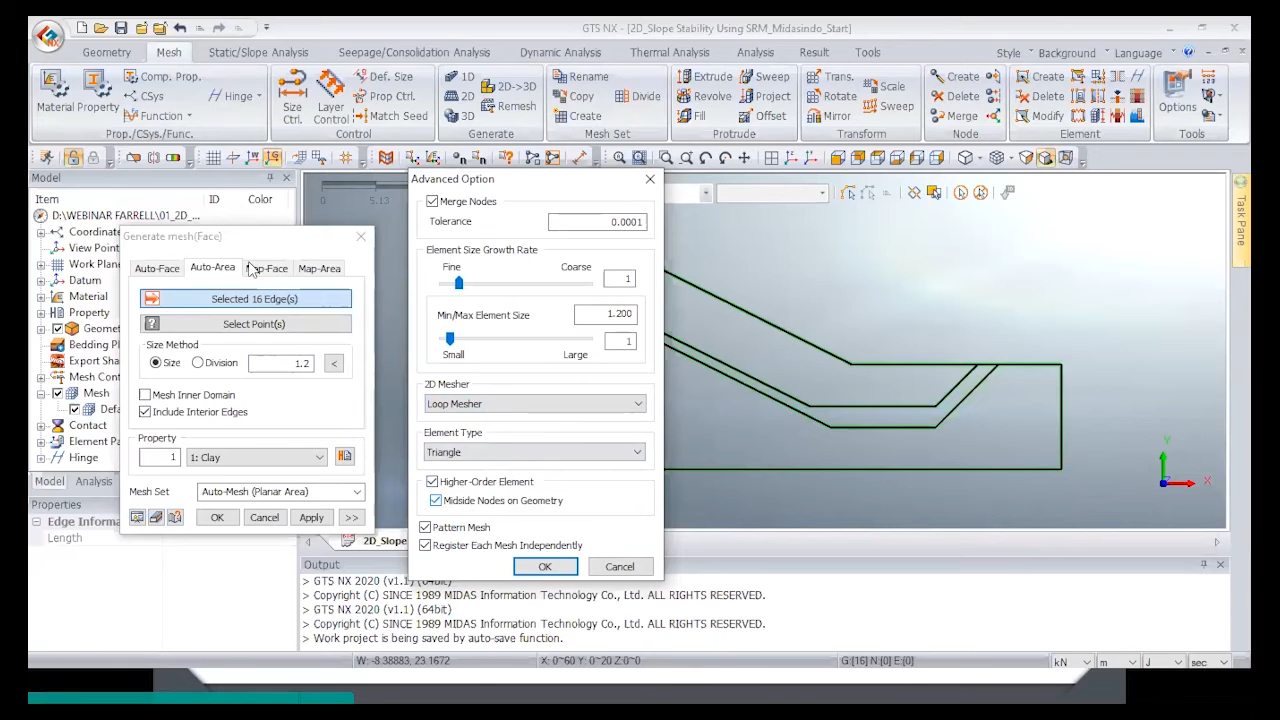 GTS NX - [2D_Slope Stability Using SRM_Midasindo_Start]
Geometry Mesh Static/Slope Analysis Seepage/Consolidation Analysis Dynamic Analysis Thermal Analysis Analysis Result Tools Style Background Language
Comp. Prop. Def. Size 1D 2D->3D Rename Extrude Sweep Trans. Scale Create Create
Material Property CSys Hinge Size Ctrl. Layer Control Prop Ctrl. 2D Remesh Copy Divide Revolve Project Rotate Sweep Delete Delete Options
Function Match Seed 3D Create Fill Offset Mirror Merge Modify
Prop./CSys/Func. Control Generate Mesh Set Protrude Transform Node Element Tools
Model
Item ID Color
D:\WEBINAR FARRELL\01_2D_...
Coordinate
View Point
Work Plane
Datum
Material
Property
Geomet
Bedding Pl
Export Sha
Mesh Cont
Mesh
Defa
Contact
Element P
Hinge
Model
Properties
Edge Informa
Length
Generate mesh(Face)
Auto-Face Auto-Area Map-Face Map-Area
Selected 16 Edge(s)
Select Point(s)
Size Method
Size Division 1.2 <
Mesh Inner Domain
Include Interior Edges
Property
1 1: Clay
Mesh Set Auto-Mesh (Planar Area)
OK Cancel Apply >>
Advanced Option
Merge Nodes
Tolerance 0.0001
Element Size Growth Rate
Fine Coarse
1
Min/Max Element Size 1.200
1
Small Large
2D Mesher
Loop Mesher
Element Type
Triangle
Higher-Order Element
Midside Nodes on Geometry
Pattern Mesh
Register Each Mesh Independently
OK Cancel
0 5.13
Y
X
Task Pane
2D_Slope
Output
> GTS NX 2020 (v1.1) (64bit)
> Copyright (C) SINCE 1989 MIDAS Information Technology Co., Ltd. ALL RIGHTS RESERVED.
> GTS NX 2020 (v1.1) (64bit)
> Copyright (C) SINCE 1989 MIDAS Information Technology Co., Ltd. ALL RIGHTS RESERVED.
> Work project is being saved by auto-save function.
W: -8.38883, 23.1672 X: 0~60 Y: 0~20 Z:0~0 G:[16] N:[0] E:[0] kN m J sec